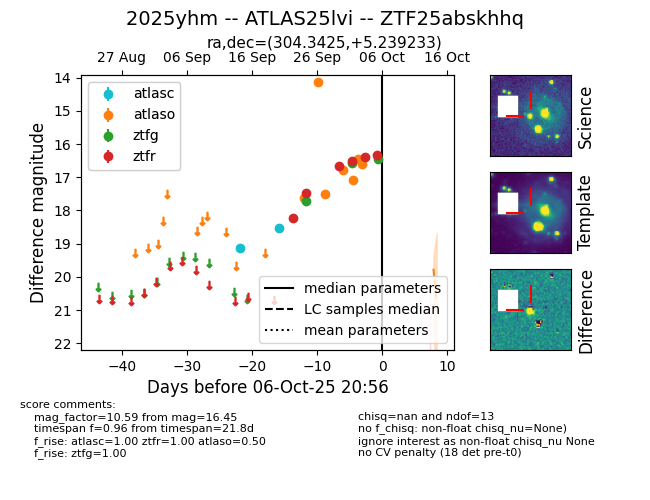 2025yhm -- ATLAS25lvi -- ZTF25abskhhq
ra,dec=(304.3425,+5.239233)
27 Aug 06 Sep 16 Sep 26 Sep 06 Oct 16 Oct
14
15
16
17
18
19
20
21
22
Difference magnitude
atlasc
atlaso
ztfg
ztfr
median parameters
LC samples median
mean parameters
−40 −30 −20 −10 0 10
Days before 06-Oct-25 20:56
Science
Template
Difference
score comments:
mag_factor=10.59 from mag=16.45
timespan f=0.96 from timespan=21.8d
f_rise: atlasc=1.00 ztfr=1.00 atlaso=0.50
f_rise: ztfg=1.00
chisq=nan and ndof=13
no f_chisq: non-float chisq_nu=None)
ignore interest as non-float chisq_nu None
no CV penalty (18 det pre-t0)